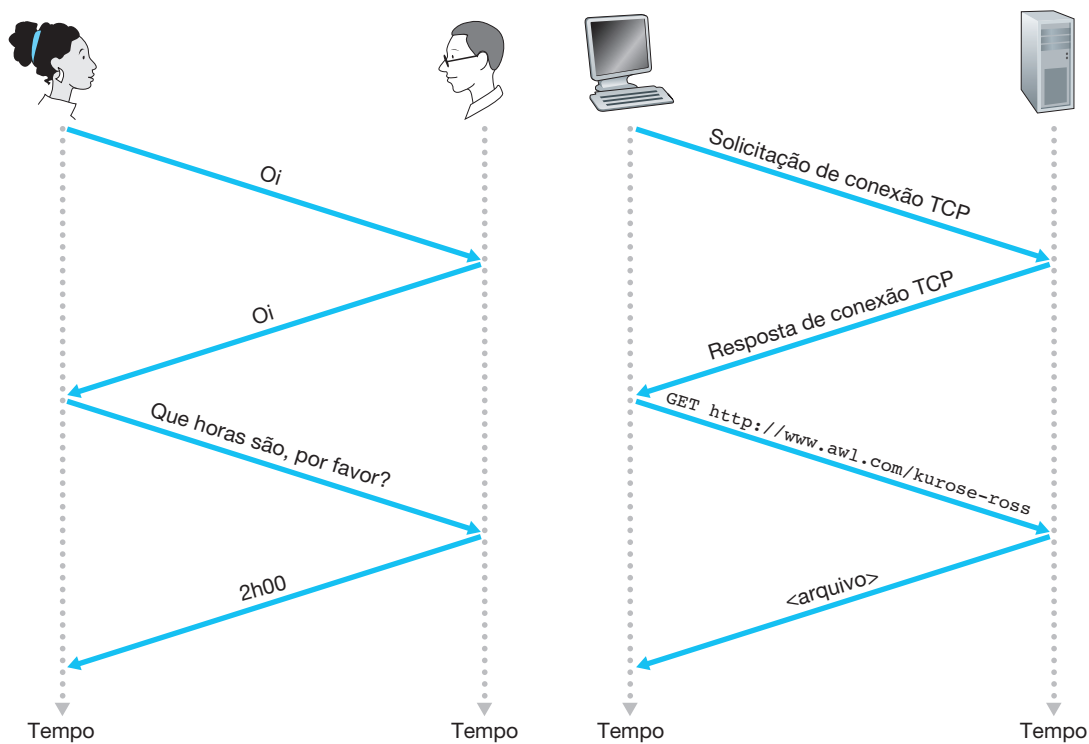 Oi
Oi
Que horas são, por favor?
2h00
Tempo
Tempo
Solicitação de conexão TCP
Resposta de conexão TCP
GET http://www.awl.com/kurose-ross
<arquivo>
Tempo
Tempo